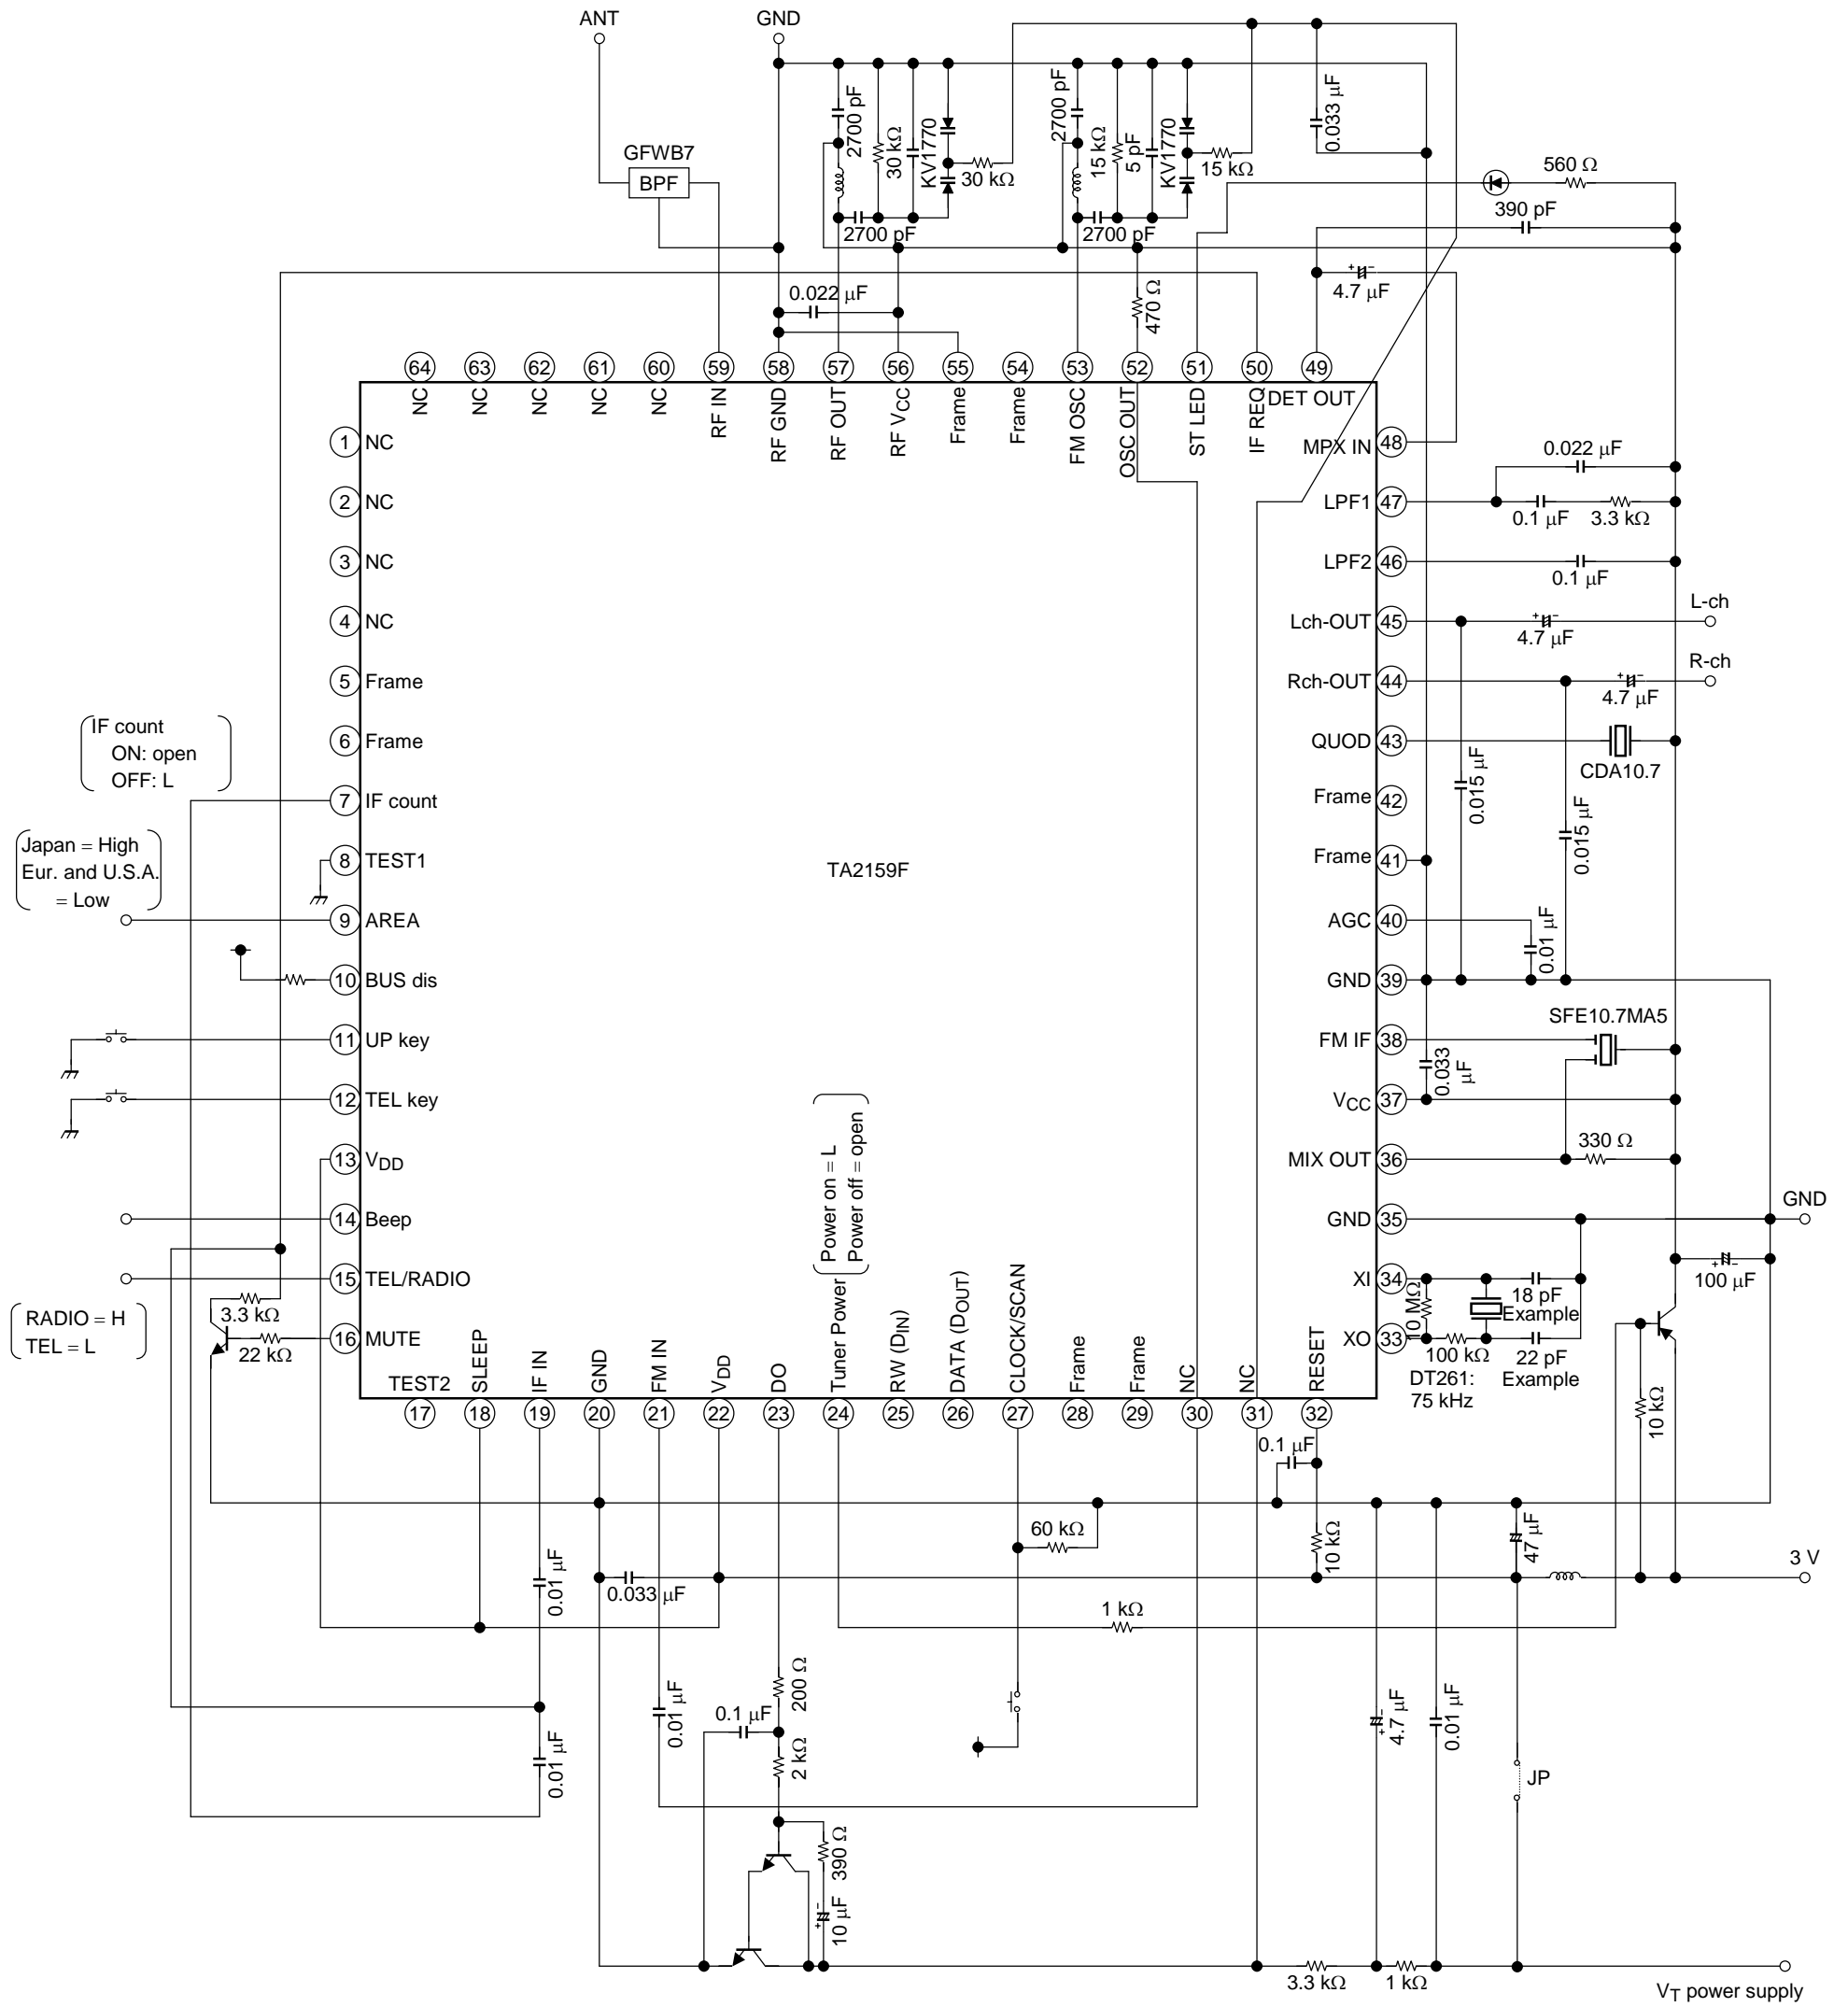 ANT
GND
GFWB7
BPF
2700 pF
30 kΩ
KV1770
30 kΩ
2700 pF
2700 pF
15 kΩ
5 pF
KV1770
15 kΩ
2700 pF
0.033 μF
560 Ω
390 pF
4.7 μF
0.022 μF
470 Ω
64 NC
63 NC
62 NC
61 NC
60 NC
59 RF IN
58 RF GND
57 RF OUT
56 RF VCC
55 Frame
54 Frame
53 FM OSC
52 OSC OUT
51 ST LED
50 IF REQ
49 DET OUT
1 NC
2 NC
3 NC
4 NC
5 Frame
6 Frame
IF count
ON: open
OFF: L
7 IF count
Japan = High
Eur. and U.S.A.
= Low
8 TEST1
9 AREA
10 BUS dis
11 UP key
12 TEL key
13 VDD
14 Beep
15 TEL/RADIO
RADIO = H
TEL = L
3.3 kΩ
22 kΩ
16 MUTE
TA2159F
MPX IN 48
LPF1 47
0.022 μF
0.1 μF
3.3 kΩ
LPF2 46
0.1 μF
Lch-OUT 45
4.7 μF
L-ch
Rch-OUT 44
4.7 μF
R-ch
QUOD 43
CDA10.7
0.015 μF
0.015 μF
Frame 42
Frame 41
AGC 40
0.01 μF
GND 39
SFE10.7MA5
FM IF 38
0.033
μF
VCC 37
MIX OUT 36
330 Ω
GND 35
GND
100 μF
XI 34
10 MΩ
18 pF
Example
XO 33
100 kΩ
22 pF
Example
DT261:
75 kHz
10 kΩ
Power on = L
Power off = open
TEST2
17
SLEEP
18
IF IN
19
GND
20
FM IN
21
VDD
22
DO
23
Tuner Power
24
RW (DIN)
25
DATA (DOUT)
26
CLOCK/SCAN
27
Frame
28
Frame
29
NC
30
NC
31
RESET
32
0.1 μF
60 kΩ
10 kΩ
47 μF
3 V
0.01 μF
0.033 μF
1 kΩ
200 Ω
0.1 μF
0.01 μF
2 kΩ
0.01 μF
4.7 μF
0.01 μF
JP
390 Ω
10 μF
3.3 kΩ
1 kΩ
VT power supply